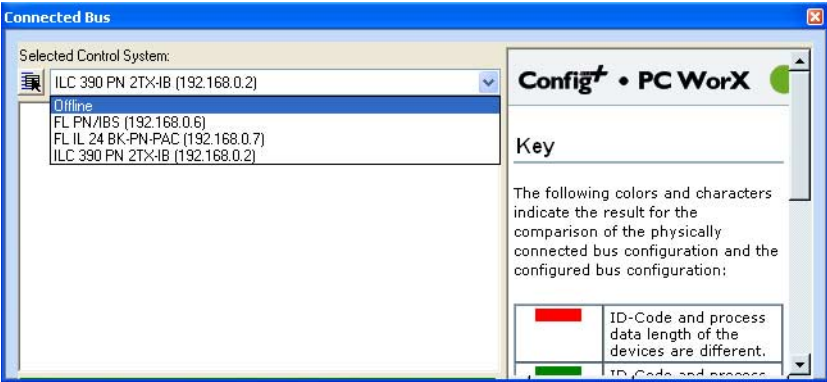 Connected Bus
Selected Control System:
ILC 390 PN 2TX-IB (192.168.0.2)
Offline
FL PN/IBS (192.168.0.6)
FL IL 24 BK-PN-PAC (192.168.0.7)
ILC 390 PN 2TX-IB (192.168.0.2)
Config+ • PC WorX
Key
The following colors and characters
indicate the result for the
comparison of the physically
connected bus configuration and the
configured bus configuration:
ID-Code and process
data length of the
devices are different.
ID-Code and process